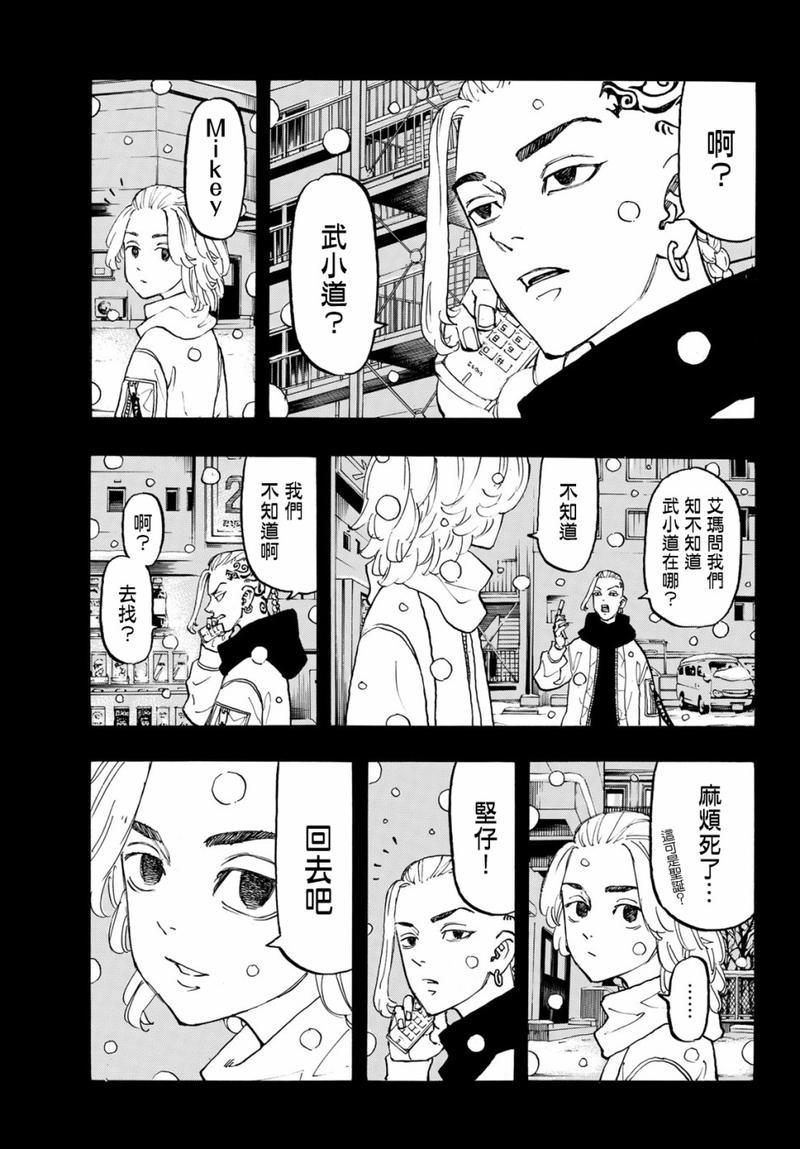 啊？
武小道？
Mikey
艾瑪問我們
知不知道
武小道在哪？
不知道
我們
不知道啊
啊？
去找？
麻煩死了…
這可是聖誕？
……
堅仔！
回去吧